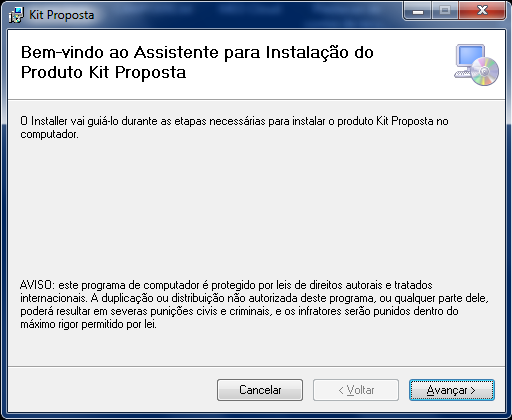 Kit Proposta
Bem-vindo ao Assistente para Instalação do
Produto Kit Proposta
O Installer vai guiá-lo durante as etapas necessárias para instalar o produto Kit Proposta no
computador.
AVISO: este programa de computador é protegido por leis de direitos autorais e tratados
internacionais. A duplicação ou distribuição não autorizada deste programa, ou qualquer parte dele,
poderá resultar em severas punições civis e criminais, e os infratores serão punidos dentro do
máximo rigor permitido por lei.
Cancelar
< Voltar
Avançar >